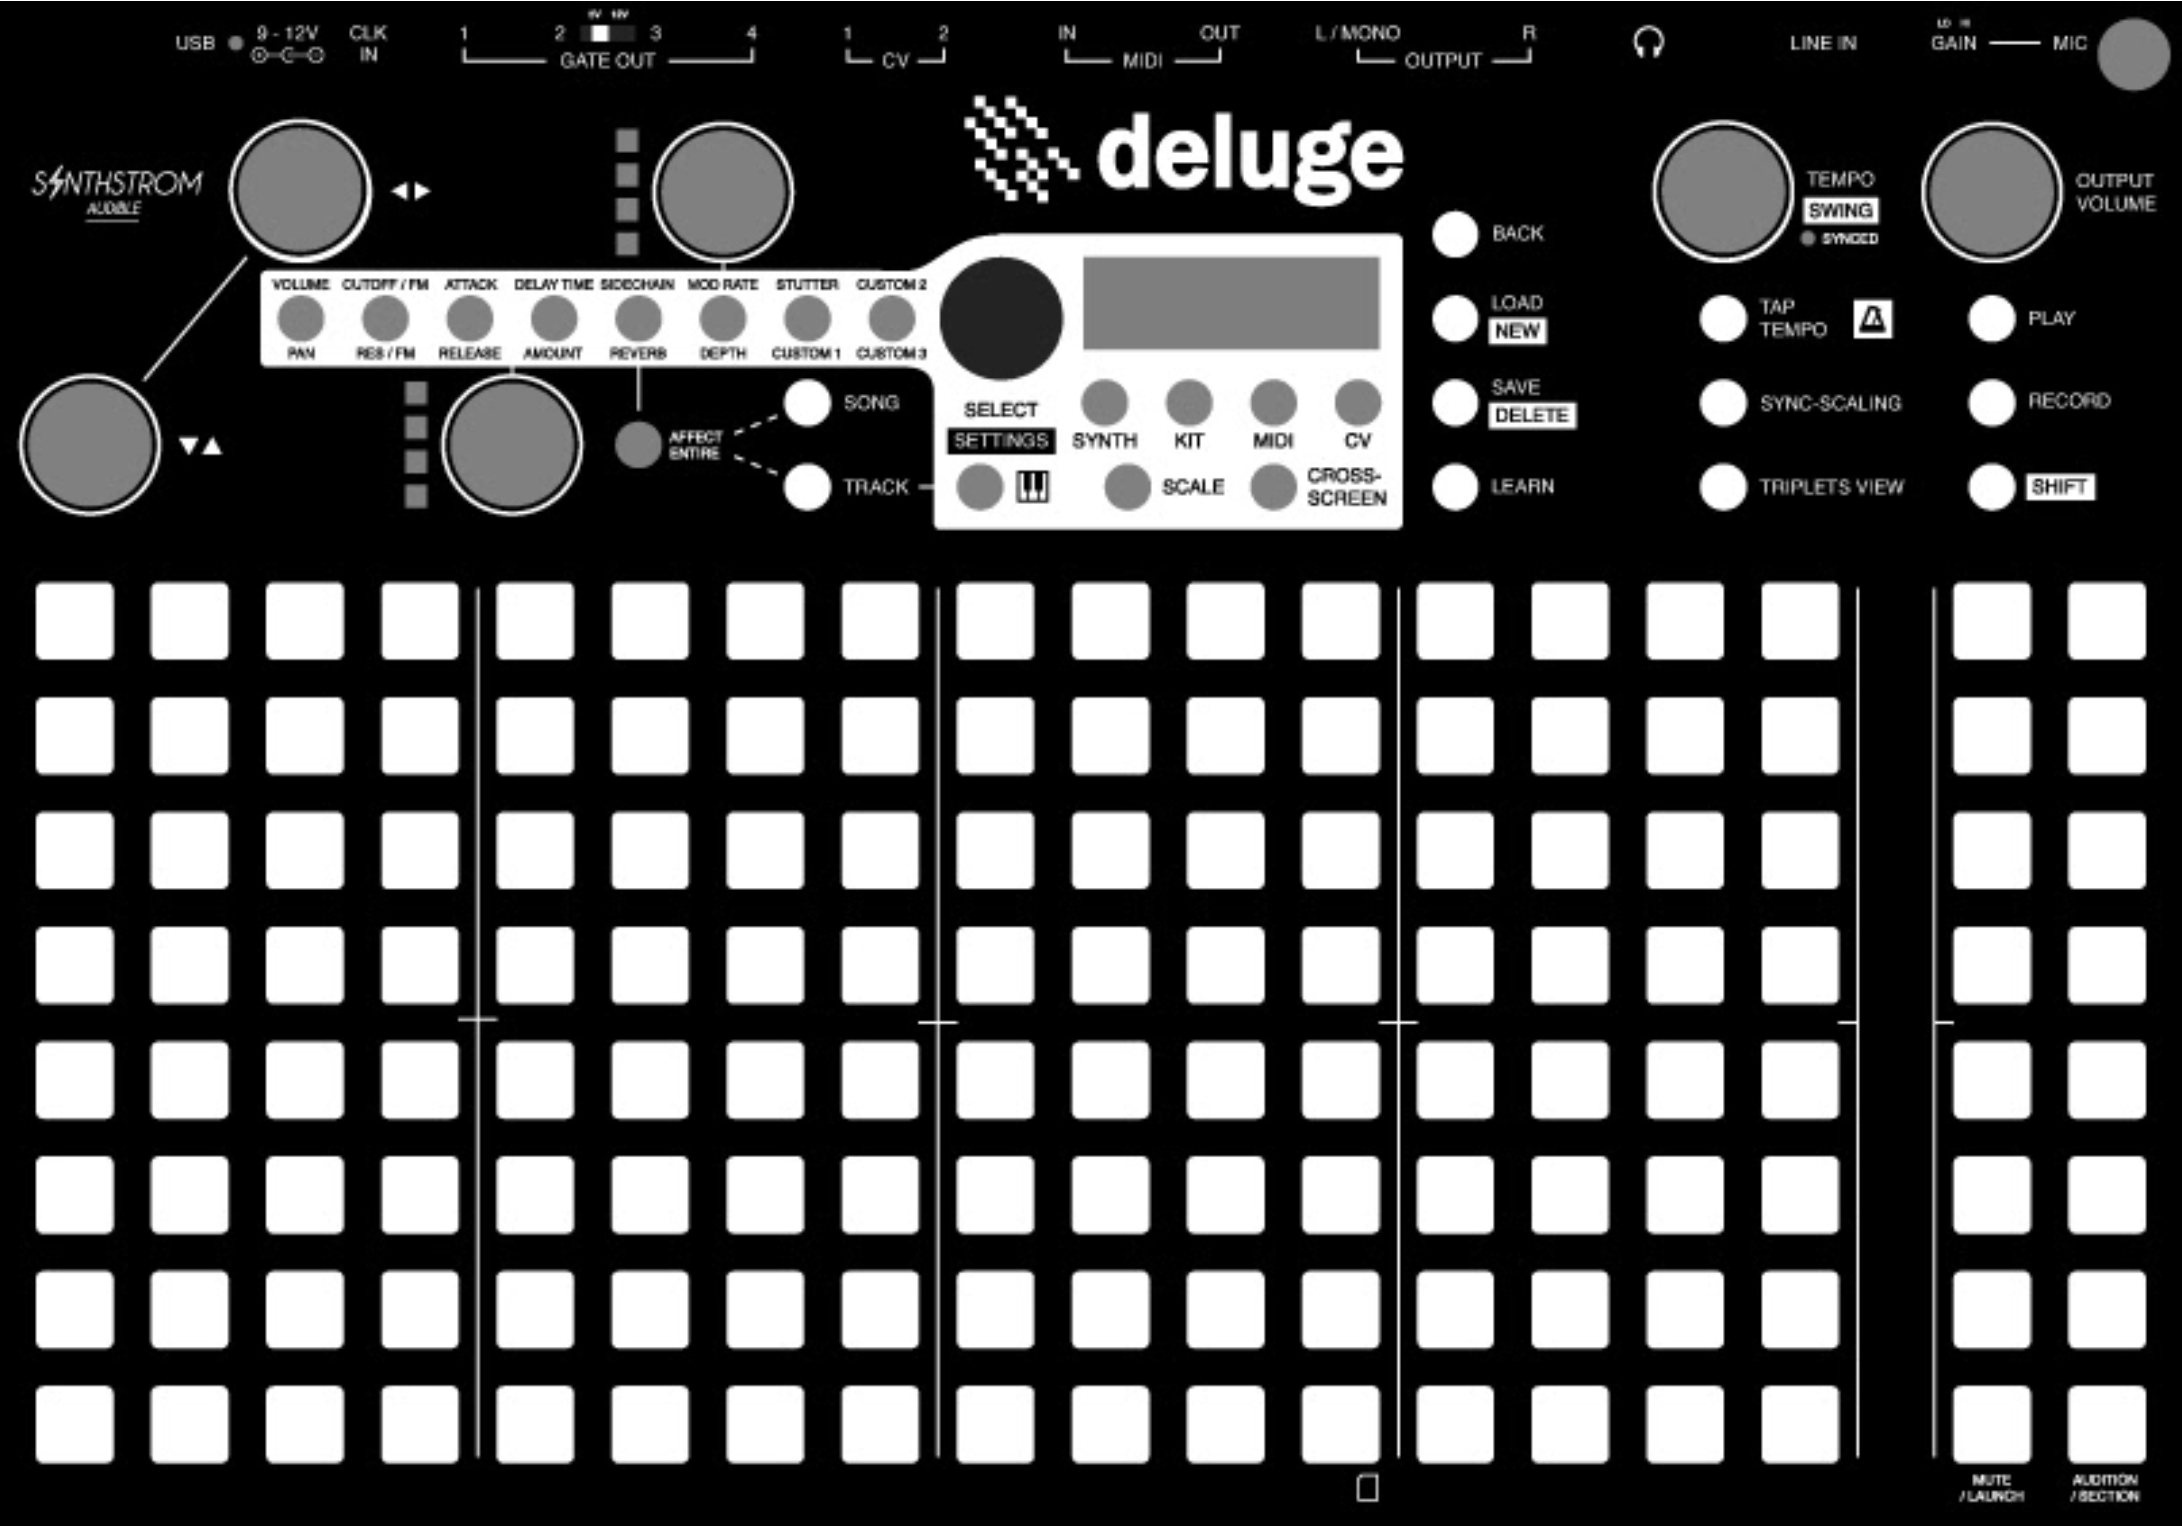 5V 12V
LO HI
USB 9 - 12V CLK IN 1 2 3 4 1 2 IN OUT L / MONO R LINE IN GAIN MIC
GATE OUT CV MIDI OUTPUT
SYNTHSTROM
AUDIBLE
deluge
TEMPO
SWING
SYNCED
OUTPUT
VOLUME
BACK
VOLUME CUTOFF / FM ATTACK DELAY TIME SIDECHAIN MOD RATE STUTTER CUSTOM 2
PAN RES / FM RELEASE AMOUNT REVERB DEPTH CUSTOM 1 CUSTOM 3
LOAD
NEW
TAP
TEMPO
PLAY
AFFECT
ENTIRE
SONG
TRACK
SELECT
SETTINGS
SYNTH KIT MIDI CV
SCALE
CROSS-
SCREEN
SAVE
DELETE
SYNC-SCALING
RECORD
LEARN
TRIPLETS VIEW
SHIFT
MUTE
/ LAUNCH
AUDITION
/ SECTION